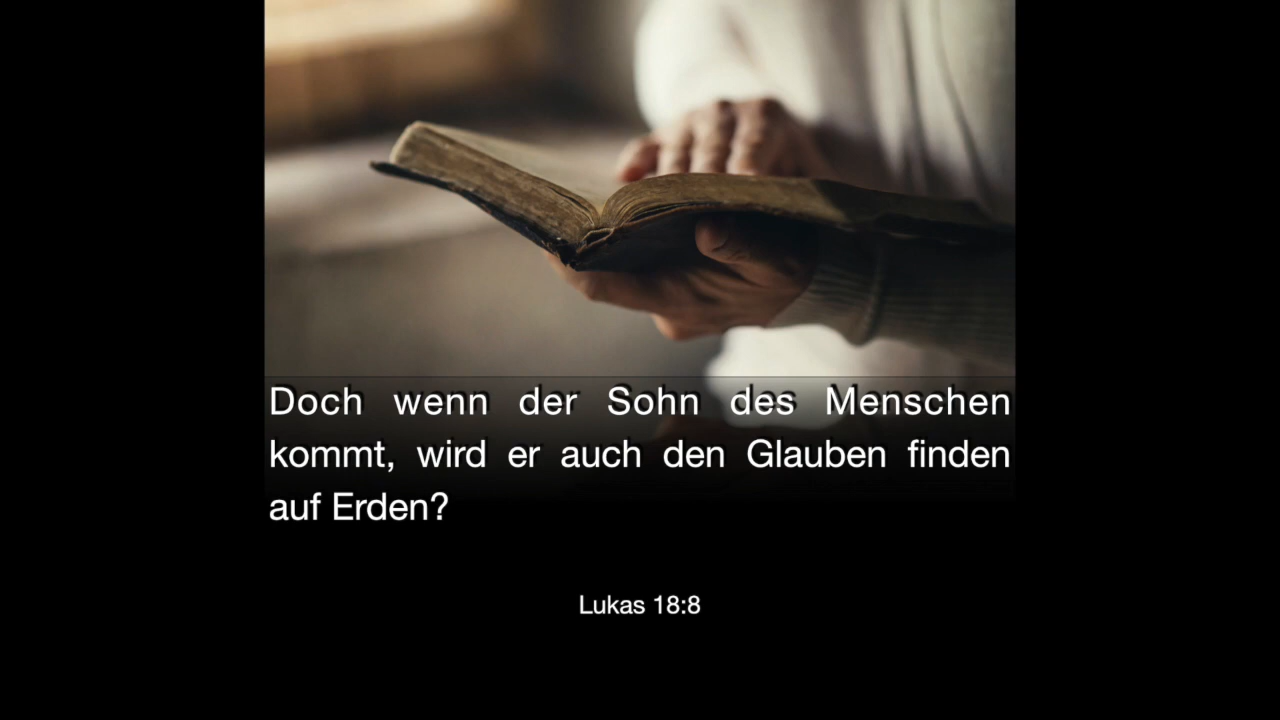 Doch wenn der Sohn des Menschen
kommt, wird er auch den Glauben finden
auf Erden?
Lukas 18:8